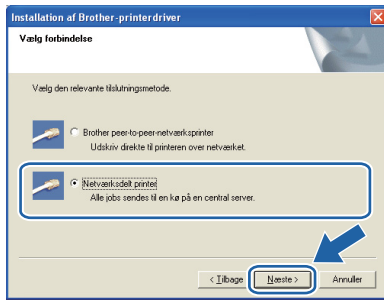 Installation af Brother-printerdriver
Vælg forbindelse
Vælg den relevante tilslutningsmetode.
Brother peer-to-peer-netværksprinter
Udskriv direkte til printeren over netværket.
Netværksdelt printer
Alle jobs sendes til en kø på en central server.
< Tilbage Næste > Annuller